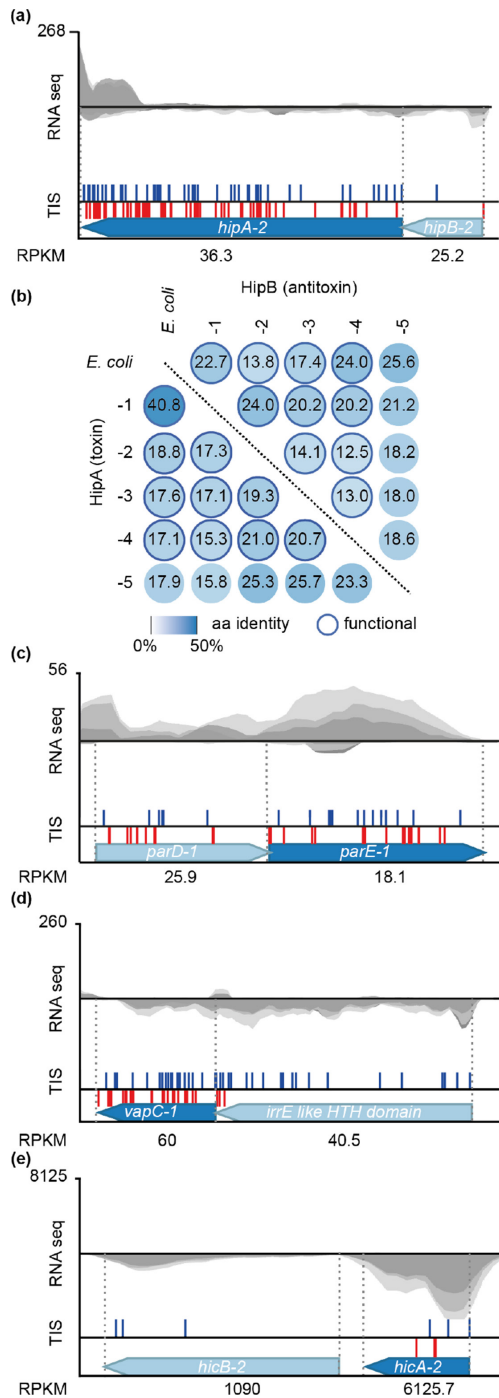 (a)
268
RNA seq
TIS
hipA-2 hipB-2
RPKM 36.3 25.2
(b)
HipB (antitoxin)
E. coli -1 -2 -3 -4 -5
E. coli 22.7 13.8 17.4 24.0 25.6
-1 40.8 24.0 20.2 20.2 21.2
HipA (toxin)
-2 18.8 17.3 14.1 12.5 18.2
-3 17.6 17.1 19.3 13.0 18.0
-4 17.1 15.3 21.0 20.7 18.6
-5 17.9 15.8 25.3 25.7 23.3
aa identity functional
0% 50%
(c)
56
RNA seq
TIS
parD-1 parE-1
RPKM 25.9 18.1
(d)
260
RNA seq
TIS
vapC-1 irrE like HTH domain
RPKM 60 40.5
(e)
8125
RNA seq
TIS
hicB-2 hicA-2
RPKM 1090 6125.7